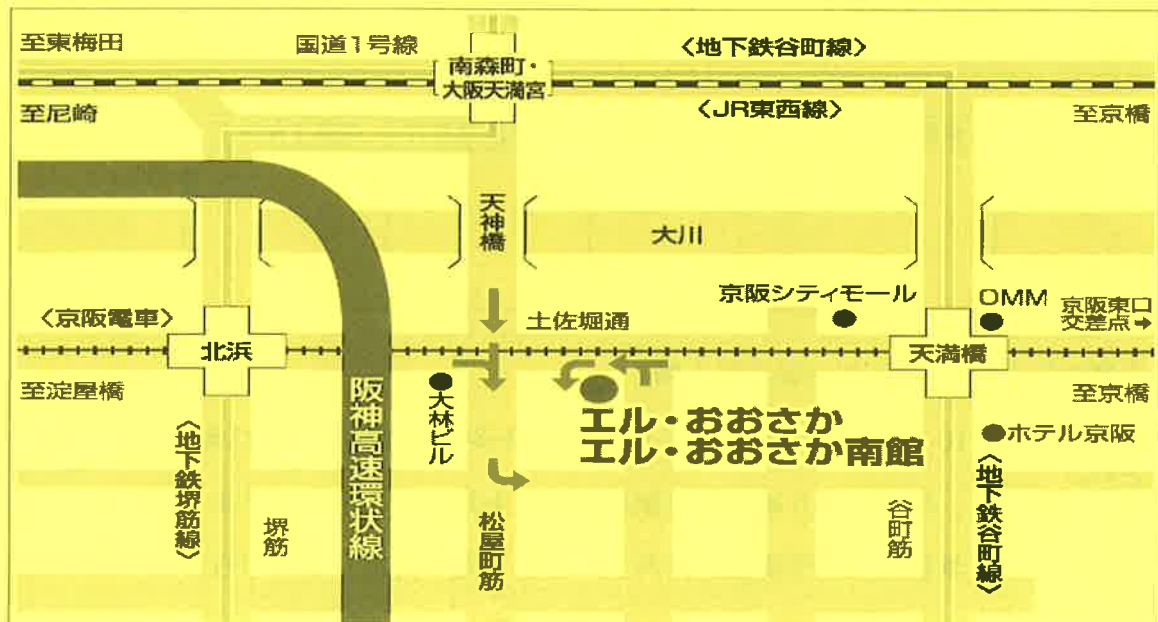 至東梅田
国道1号線
〈地下鉄谷町線〉
南森町・
大阪天満宮
至尼崎
〈JR東西線〉
至京橋
天神橋
大川
京阪シティモール
OMM
京阪東口
交差点→
〈京阪電車〉
土佐堀通
北浜
天満橋
至淀屋橋
至京橋
大林ビル
阪神高速環状線
エル・おおさか
エル・おおさか南館
ホテル京阪
〈地下鉄堺筋線〉
堺筋
松屋町筋
谷町筋
〈地下鉄谷町線〉